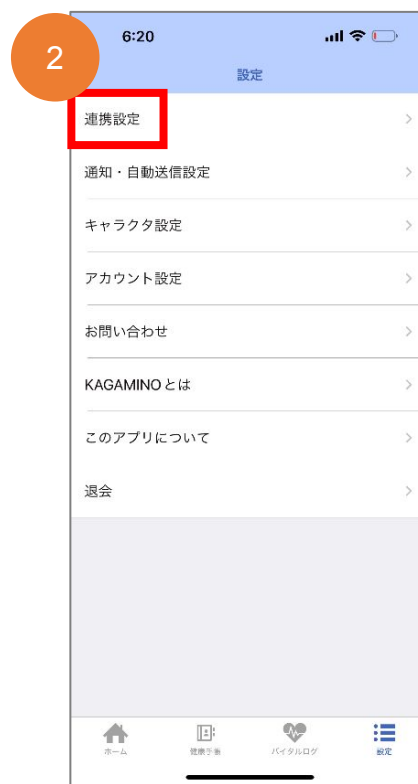 2
6:20
設定
連携設定
通知・自動送信設定
キャラクタ設定
アカウント設定
お問い合わせ
KAGAMINOとは
このアプリについて
退会
ホーム
健康手帳
バイタルログ
設定